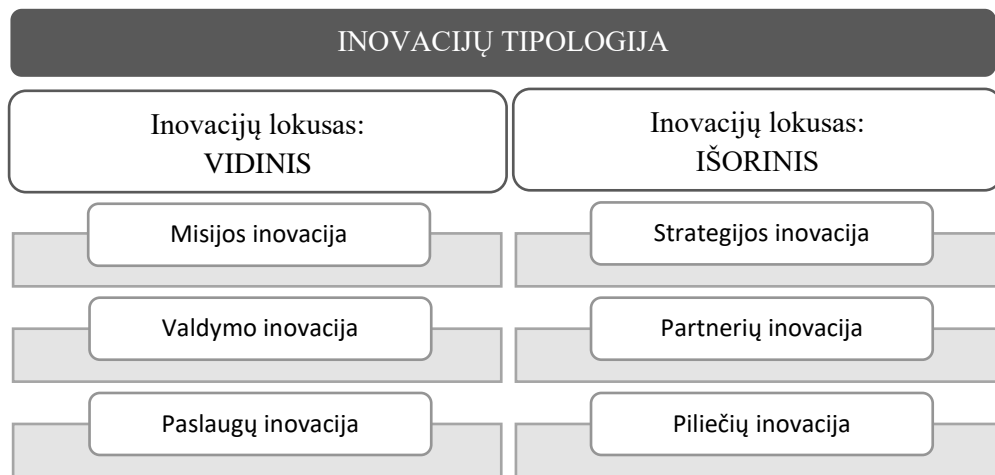 INOVACIJŲ TIPOLOGIJA
Inovacijų lokusas:
VIDINIS
Inovacijų lokusas:
IŠORINIS
Misijos inovacija
Strategijos inovacija
Valdymo inovacija
Partnerių inovacija
Paslaugų inovacija
Piliečių inovacija